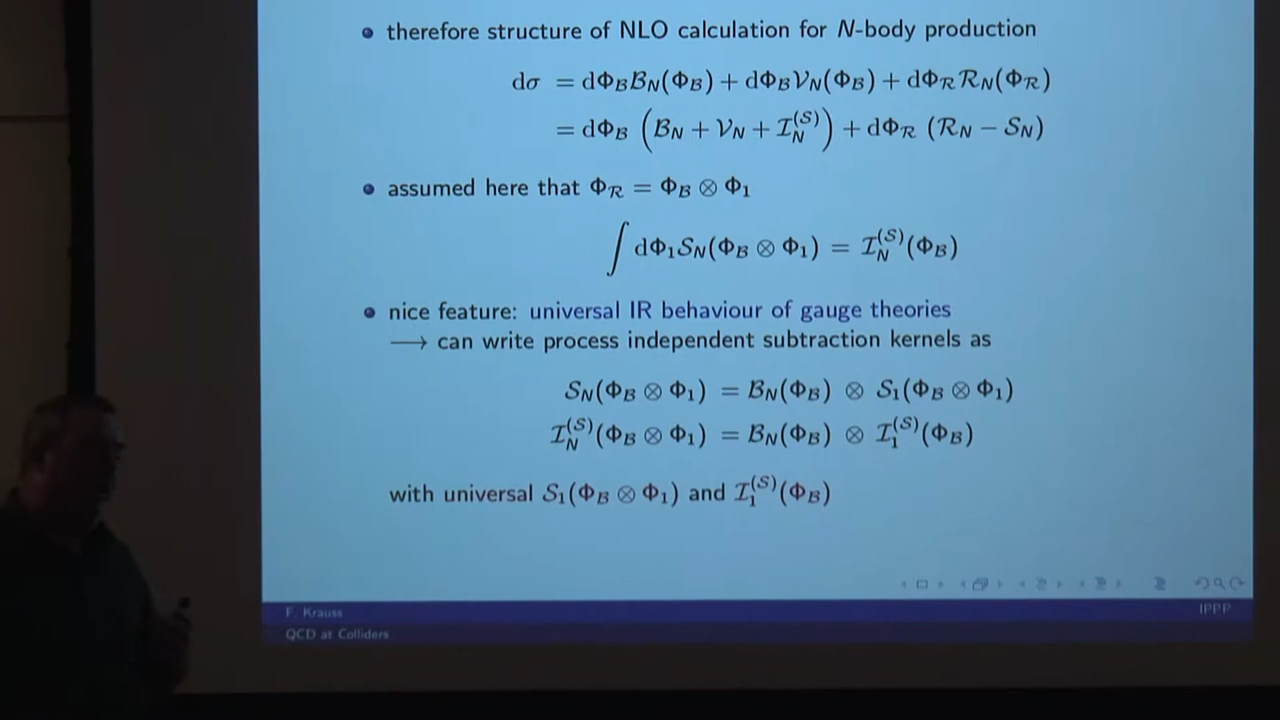 • therefore structure of NLO calculation for N-body production
dσ = dΦ_B B_N(Φ_B) + dΦ_B V_N(Φ_B) + dΦ_R R_N(Φ_R)
= dΦ_B (B_N + V_N + I_N^(S)) + dΦ_R (R_N − S_N)
• assumed here that Φ_R = Φ_B ⊗ Φ_1
∫ dΦ_1 S_N(Φ_B ⊗ Φ_1) = I_N^(S)(Φ_B)
• nice feature: universal IR behaviour of gauge theories
⟶ can write process independent subtraction kernels as
S_N(Φ_B ⊗ Φ_1) = B_N(Φ_B) ⊗ S_1(Φ_B ⊗ Φ_1)
I_N^(S)(Φ_B ⊗ Φ_1) = B_N(Φ_B) ⊗ I_1^(S)(Φ_B)
with universal S_1(Φ_B ⊗ Φ_1) and I_1^(S)(Φ_B)
F. Krauss
IPPP
QCD at Colliders